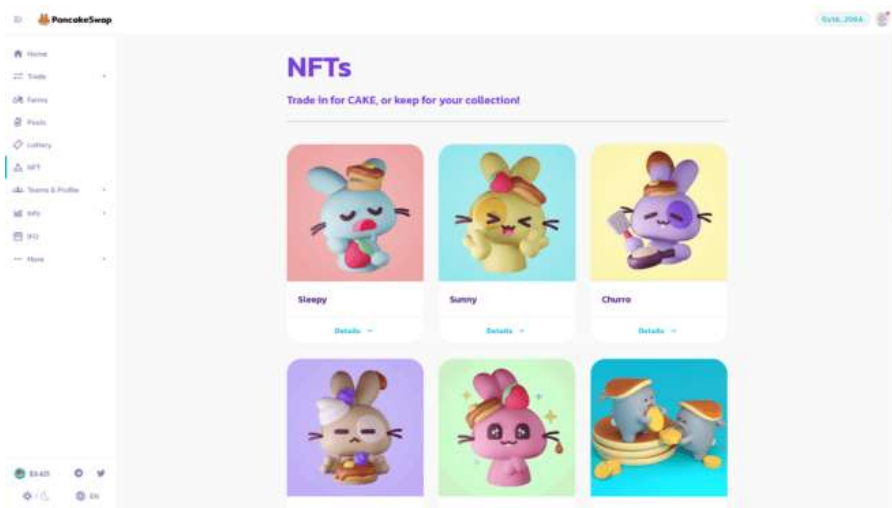 PancakeSwap
Home
Trade
Farms
Pools
Lottery
NFT
Teams & Profile
Info
IFO
More
EN
NFTs
Trade in for CAKE, or keep for your collection!
Sleepy
Sunny
Churro
Details
Details
Details